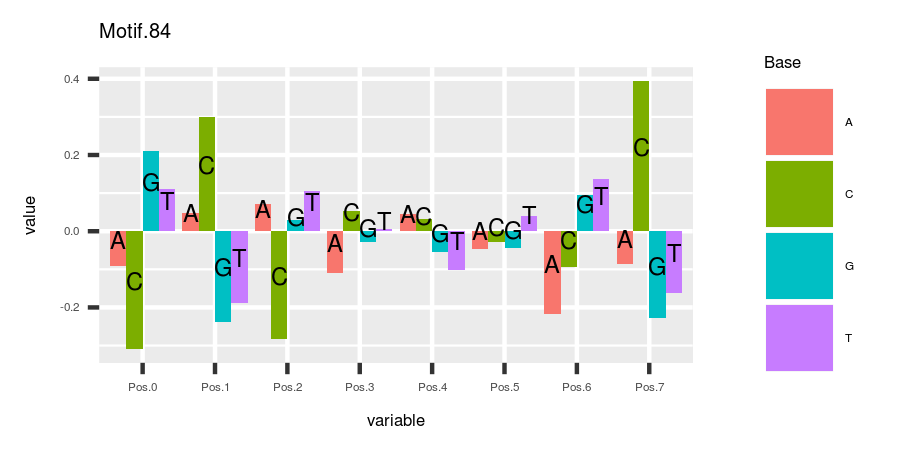 Motif.84
Base
A
C
G
T
value
0.4
0.2
0.0
-0.2
A C G T A C G T A C G T A C G T A C G T A C G T A C G T A C G T
Pos.0 Pos.1 Pos.2 Pos.3 Pos.4 Pos.5 Pos.6 Pos.7
variable